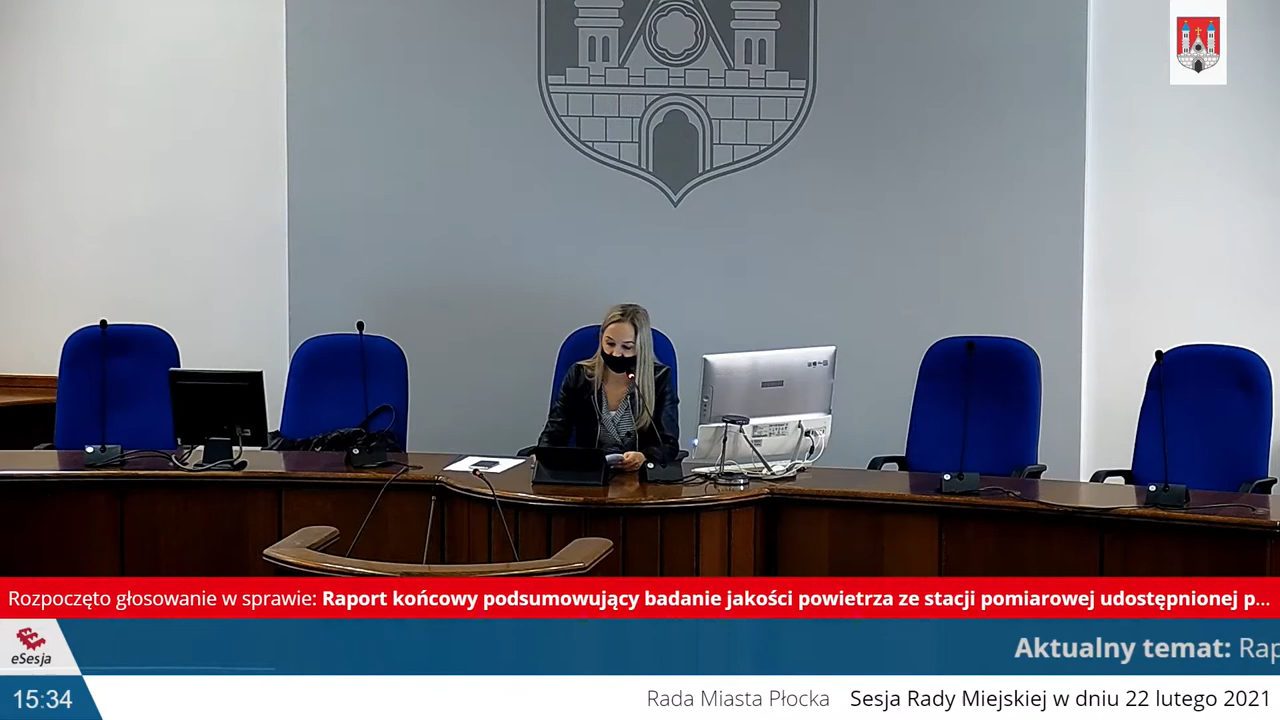 Rozpoczęto głosowanie w sprawie: Raport końcowy podsumowujący badanie jakości powietrza ze stacji pomiarowej udostępnionej p...
Aktualny temat: Rap
eSesja
15:34
Rada Miasta Płocka Sesja Rady Miejskiej w dniu 22 lutego 2021